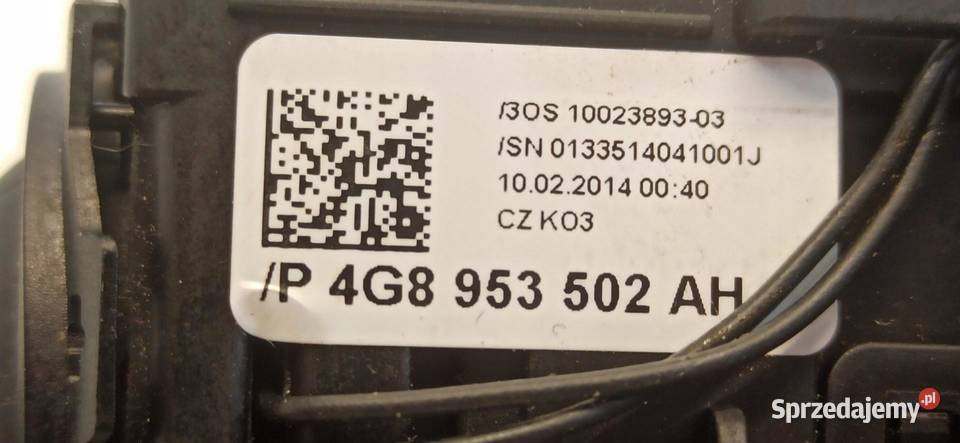 /3OS 10023893-03
/SN 0133514041001J
10.02.2014 00:40
CZ K03
/P 4G8 953 502 AH
Sprzedajemy.pl